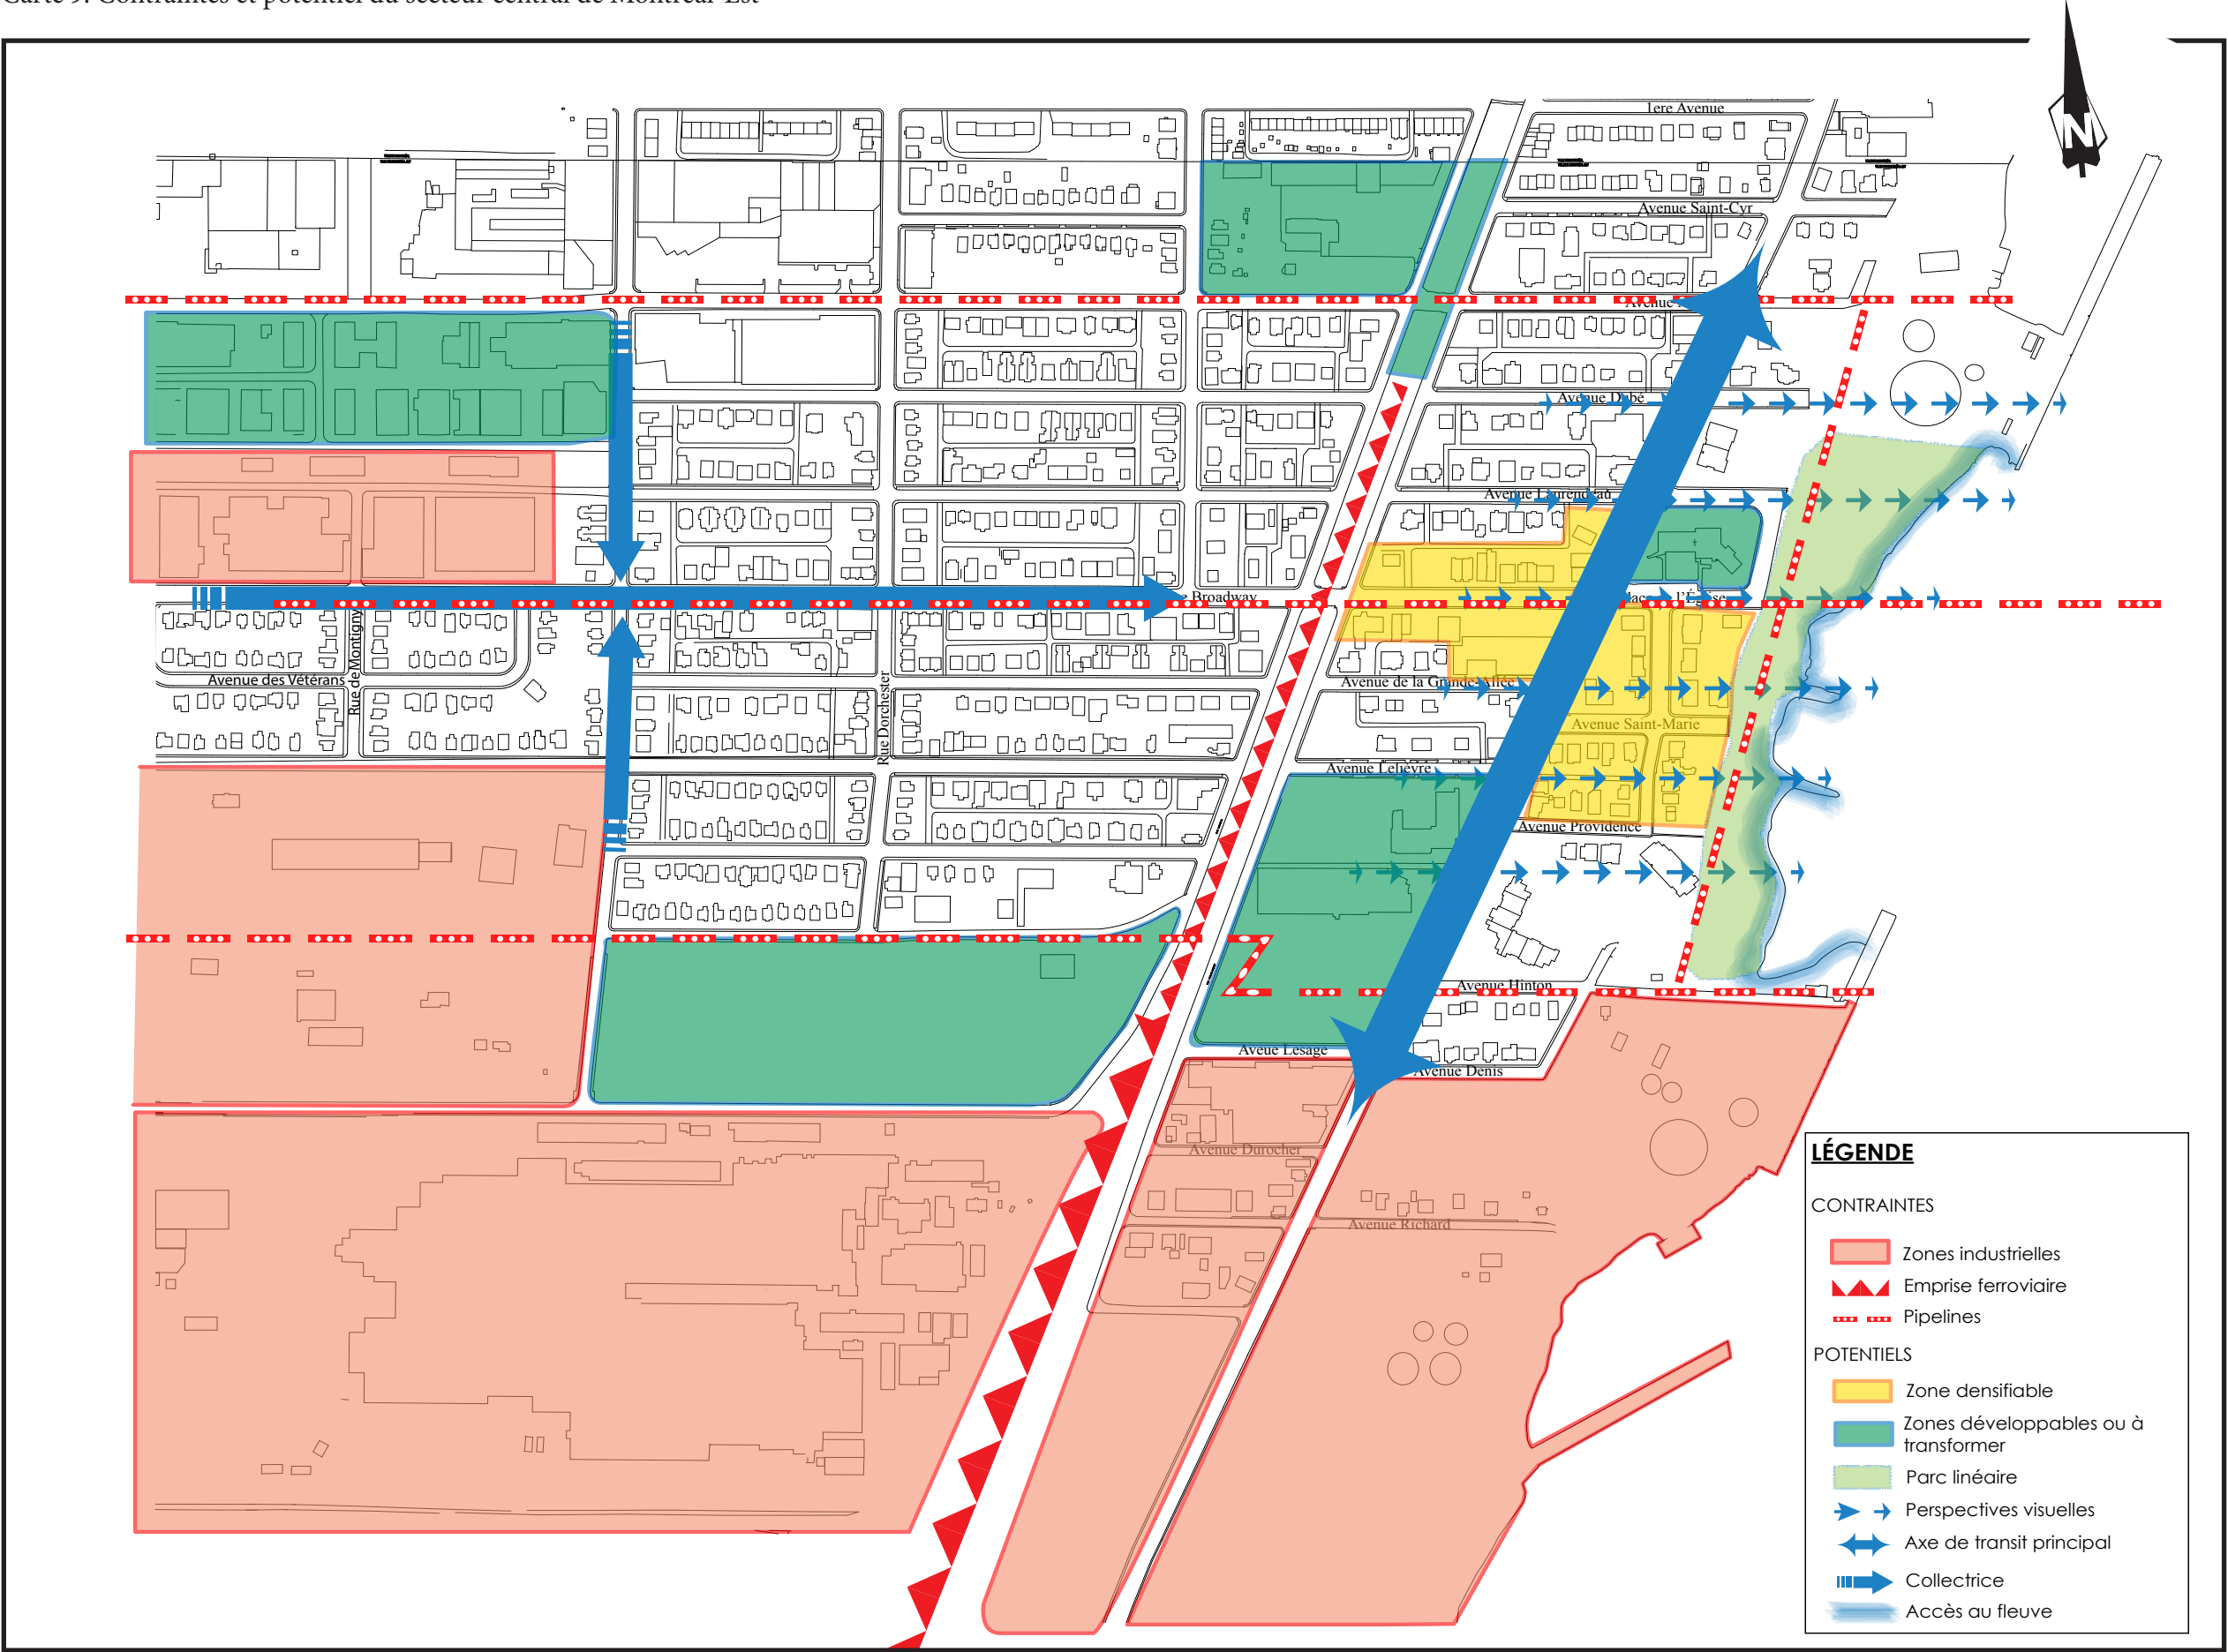 N
1ere Avenue
Avenue Saint-Cyr
Avenue
Avenue Dubé
Avenue Laurendeau
Broadway
l'Église
Rue de Montigny
Avenue des Vétérans
Rue Dorchester
Avenue de la Grande-Allée
Avenue Saint-Marie
Avenue Lelièvre
Avenue Providence
Avenue Hinton
Aveue Lesage
Avenue Denis
Avenue Durocher
Avenue Richard
LÉGENDE
CONTRAINTES
Zones industrielles
Emprise ferroviaire
Pipelines
POTENTIELS
Zone densifiable
Zones développables ou à
transformer
Parc linéaire
Perspectives visuelles
Axe de transit principal
Collectrice
Accès au fleuve